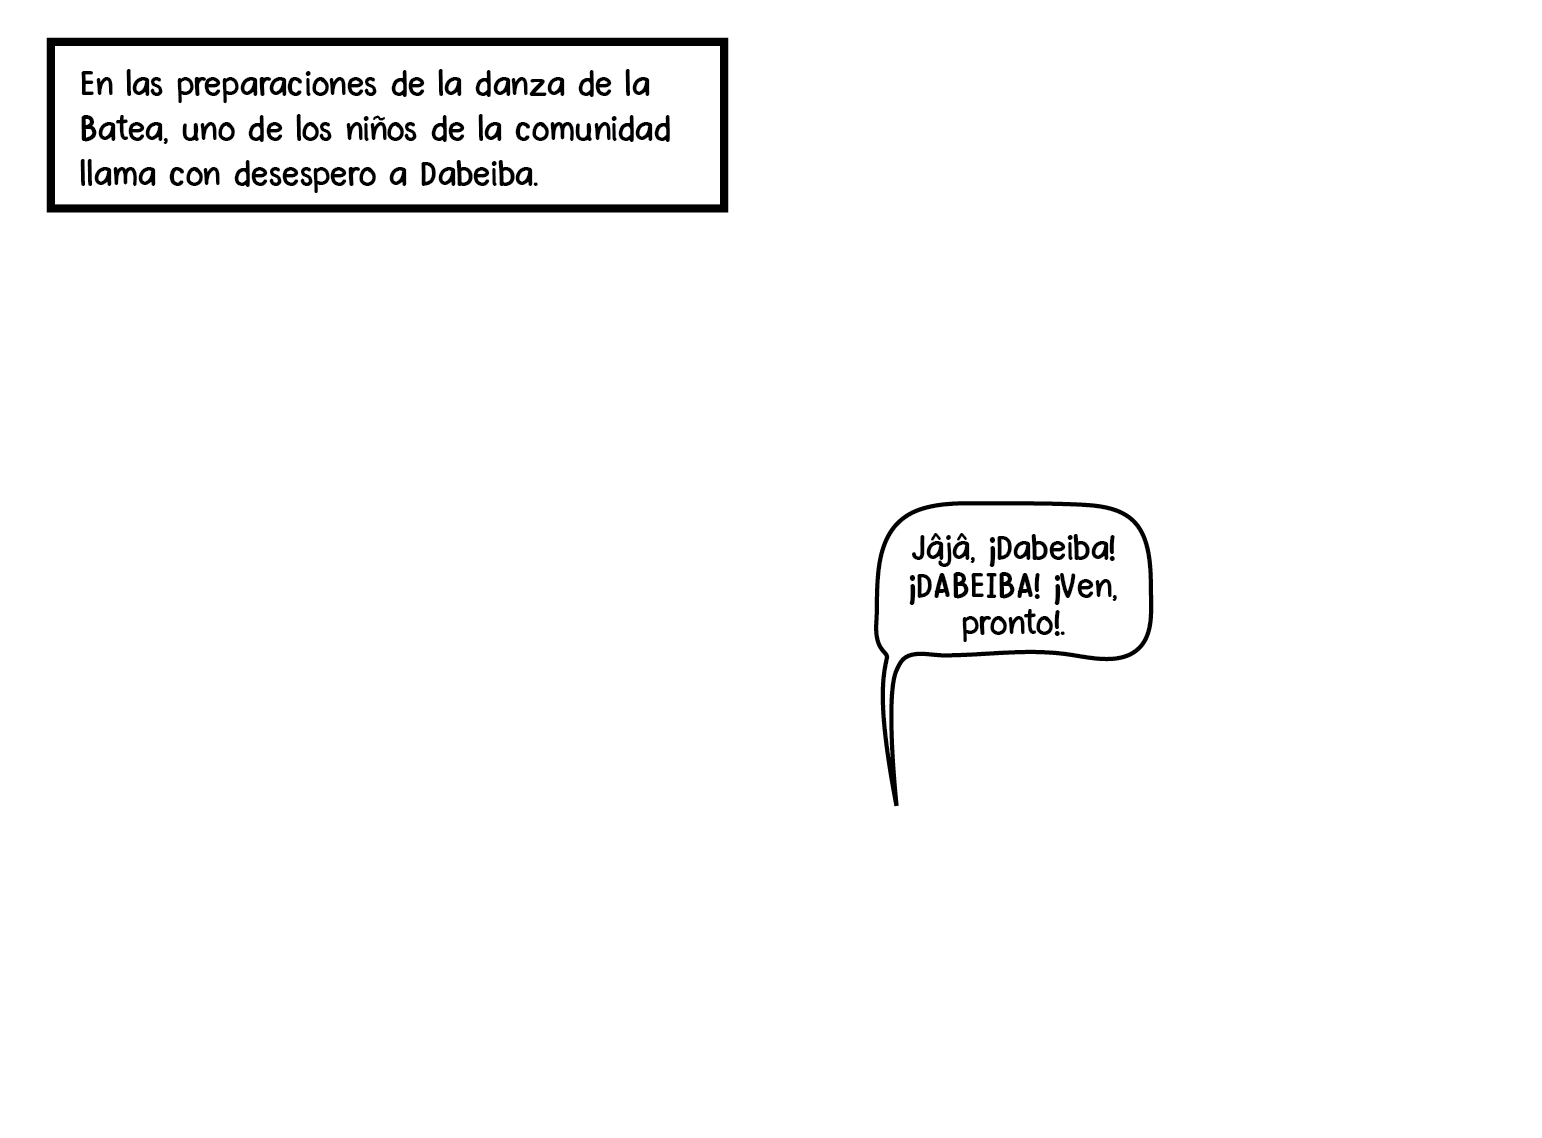 En las preparaciones de la danza de la
Batea, uno de los niños de la comunidad
llama con desespero a Dabeiba.
Jâjâ, ¡Dabeiba!
¡DABEIBA! ¡Ven,
pronto!.